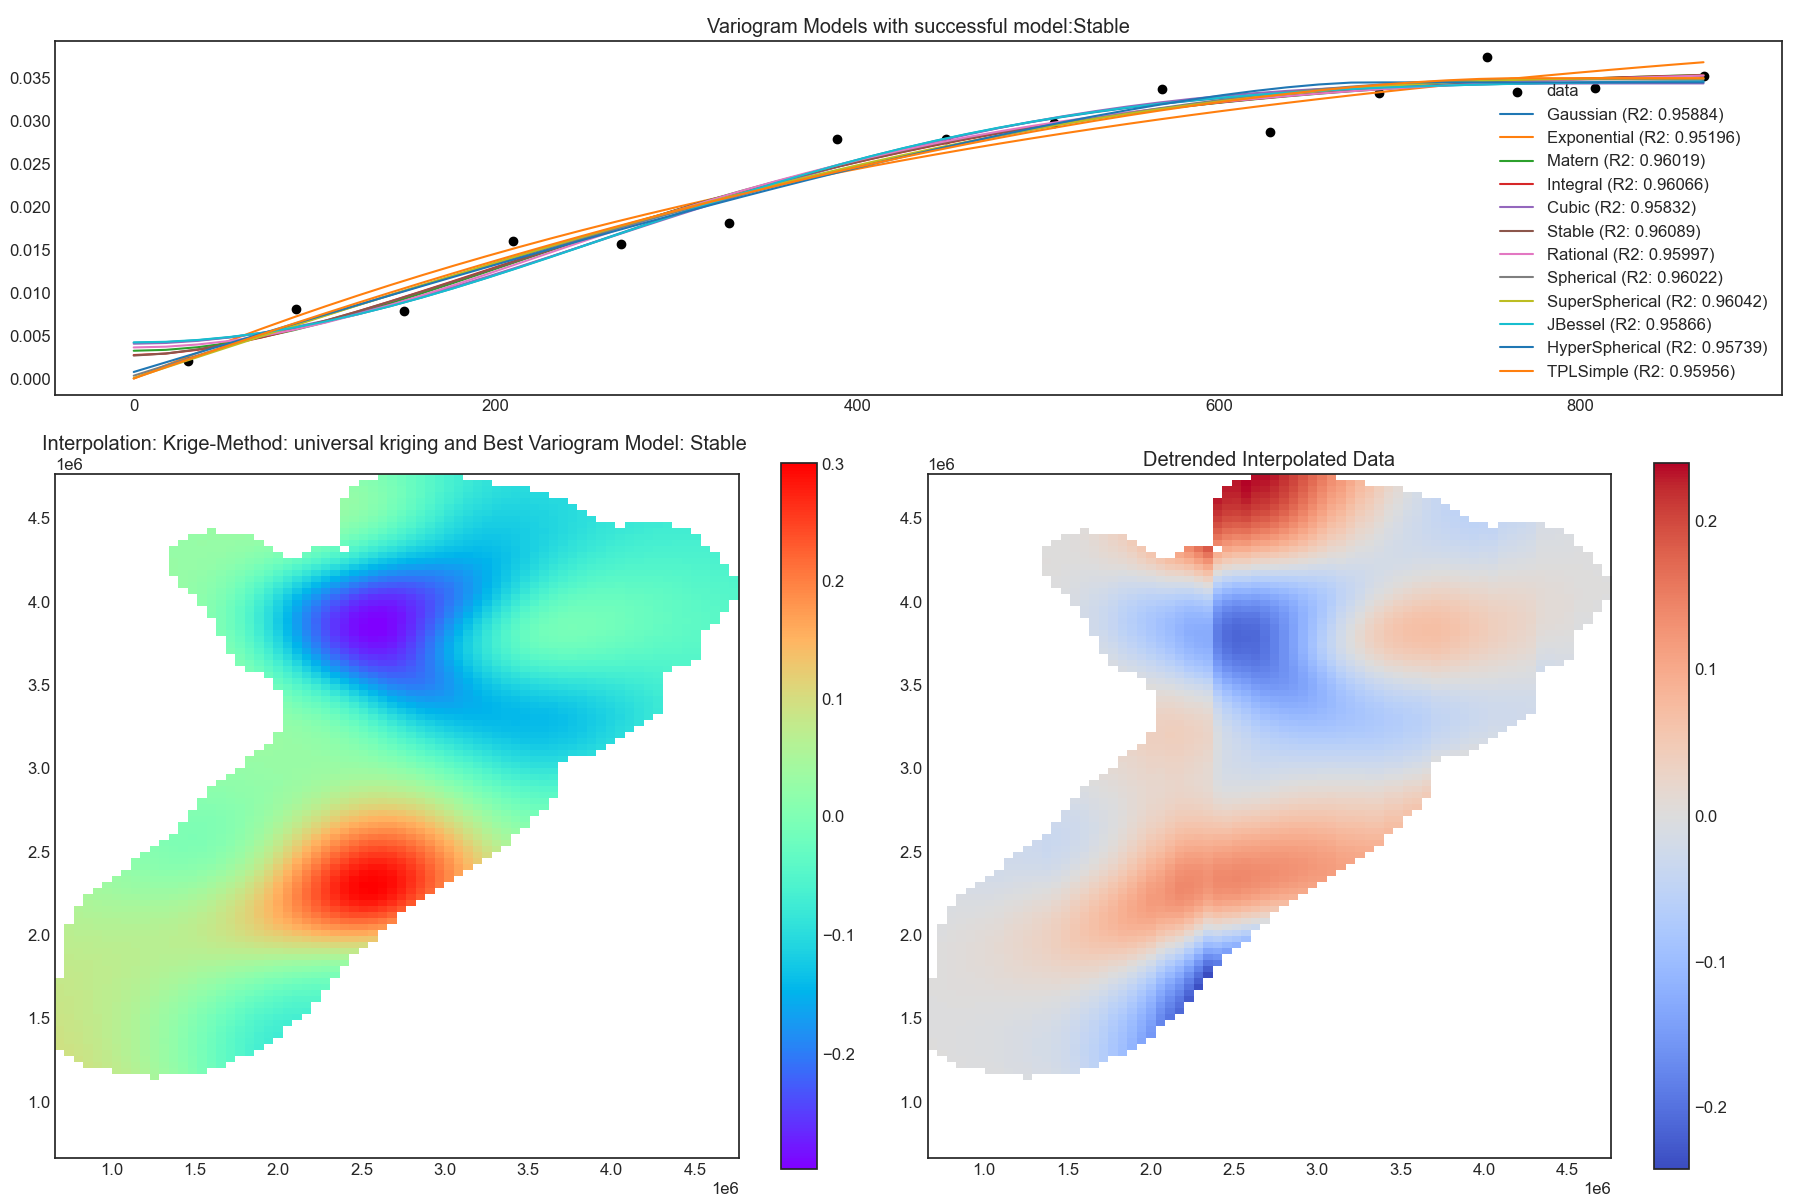 Variogram Models with successful model:Stable
0.035
0.030
0.025
0.020
0.015
0.010
0.005
0.000
data
Gaussian (R2: 0.95884)
Exponential (R2: 0.95196)
Matern (R2: 0.96019)
Integral (R2: 0.96066)
Cubic (R2: 0.95832)
Stable (R2: 0.96089)
Rational (R2: 0.95997)
Spherical (R2: 0.96022)
SuperSpherical (R2: 0.96042)
JBessel (R2: 0.95866)
HyperSpherical (R2: 0.95739)
TPLSimple (R2: 0.95956)
0 200 400 600 800
Interpolation: Krige-Method: universal kriging and Best Variogram Model: Stable
1e6
4.5
4.0
3.5
3.0
2.5
2.0
1.5
1.0
1.0 1.5 2.0 2.5 3.0 3.5 4.0 4.5
1e6
0.3
0.2
0.1
0.0
−0.1
−0.2
Detrended Interpolated Data
1e6
4.5
4.0
3.5
3.0
2.5
2.0
1.5
1.0
1.0 1.5 2.0 2.5 3.0 3.5 4.0 4.5
1e6
0.2
0.1
0.0
−0.1
−0.2